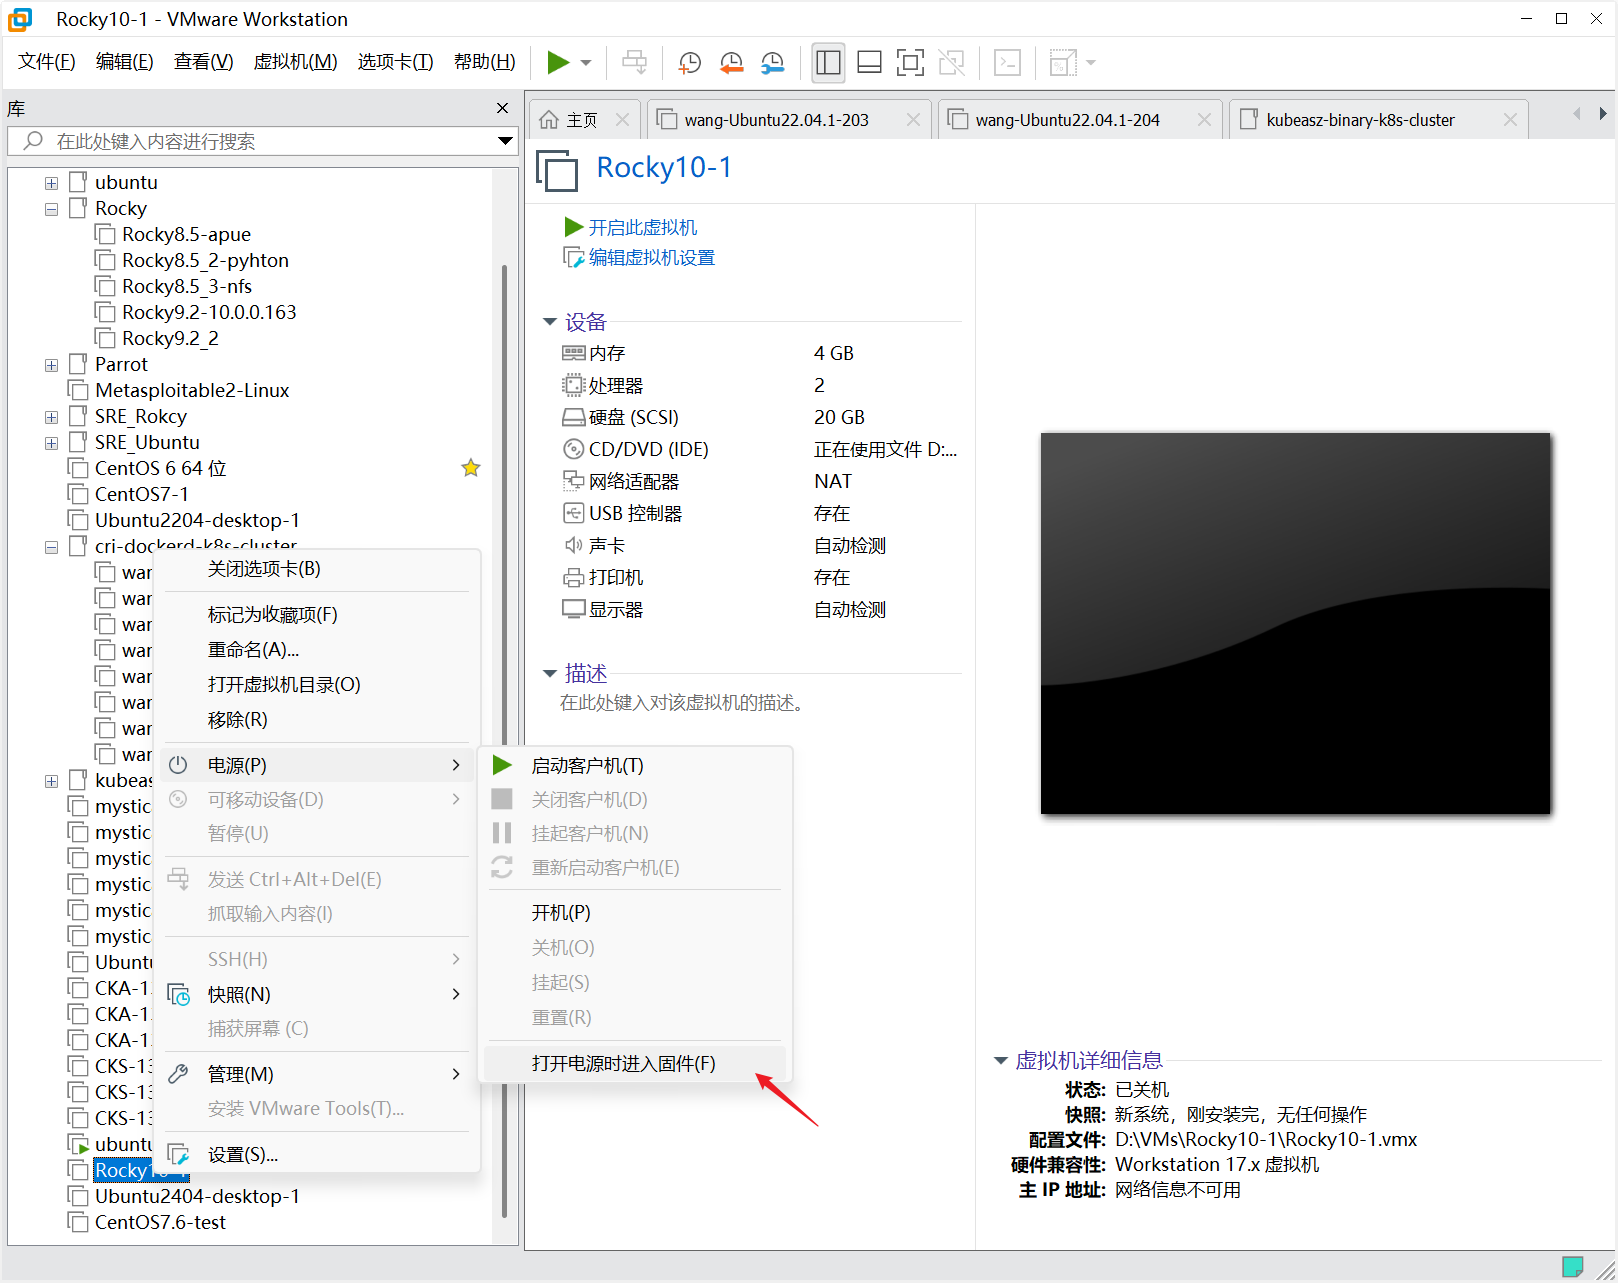 Rocky10-1 - VMware Workstation
文件(F) 编辑(E) 查看(V) 虚拟机(M) 选项卡(T) 帮助(H)
库
在此处键入内容进行搜索
ubuntu
Rocky
Rocky8.5-apue
Rocky8.5_2-pyhton
Rocky8.5_3-nfs
Rocky9.2-10.0.0.163
Rocky9.2_2
Parrot
Metasploitable2-Linux
SRE_Rokcy
SRE_Ubuntu
CentOS 6 64 位
CentOS7-1
Ubuntu2204-desktop-1
cri-dockerd-k8s-cluster
war
war
war
war
war
war
war
war
kubeas
mystic
mystic
mystic
mystic
mystic
mystic
Ubuntu
CKA-1
CKA-1
CKA-1
CKS-13
CKS-13
CKS-13
ubuntu
Rocky10-1
Ubuntu2404-desktop-1
CentOS7.6-test
关闭选项卡(B)
标记为收藏项(F)
重命名(A)...
打开虚拟机目录(O)
移除(R)
电源(P)
可移动设备(D)
暂停(U)
发送 Ctrl+Alt+Del(E)
抓取输入内容(I)
SSH(H)
快照(N)
捕获屏幕 (C)
管理(M)
安装 VMware Tools(T)...
设置(S)...
启动客户机(T)
关闭客户机(D)
挂起客户机(N)
重新启动客户机(E)
开机(P)
关机(O)
挂起(S)
重置(R)
打开电源时进入固件(F)
主页 wang-Ubuntu22.04.1-203 wang-Ubuntu22.04.1-204 kubeasz-binary-k8s-cluster
Rocky10-1
开启此虚拟机
编辑虚拟机设置
设备
内存 4 GB
处理器 2
硬盘 (SCSI) 20 GB
CD/DVD (IDE) 正在使用文件 D:...
网络适配器 NAT
USB 控制器 存在
声卡 自动检测
打印机 存在
显示器 自动检测
描述
在此处键入对该虚拟机的描述。
虚拟机详细信息
状态: 已关机
快照: 新系统，刚安装完，无任何操作
配置文件: D:\VMs\Rocky10-1\Rocky10-1.vmx
硬件兼容性: Workstation 17.x 虚拟机
主 IP 地址: 网络信息不可用